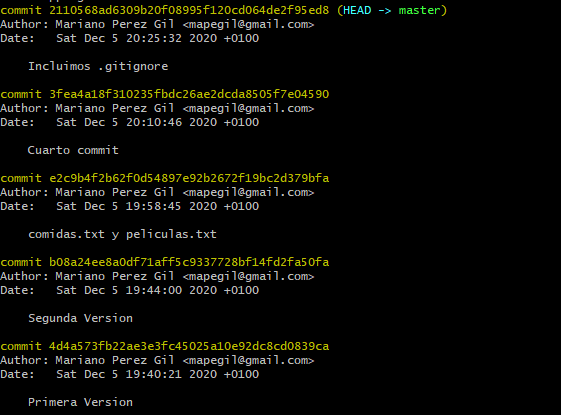 commit 2110568ad6309b20f08995f120cd064de2f95ed8 (HEAD -> master)
Author: Mariano Perez Gil <mapegil@gmail.com>
Date:   Sat Dec 5 20:25:32 2020 +0100
Incluimos .gitignore
commit 3fea4a18f310235fbdc26ae2dcda8505f7e04590
Author: Mariano Perez Gil <mapegil@gmail.com>
Date:   Sat Dec 5 20:10:46 2020 +0100
Cuarto commit
commit e2c9b4f2b62f0d54897e92b2672f19bc2d379bfa
Author: Mariano Perez Gil <mapegil@gmail.com>
Date:   Sat Dec 5 19:58:45 2020 +0100
comidas.txt y peliculas.txt
commit b08a24ee8a0df71aff5c9337728bf14fd2fa50fa
Author: Mariano Perez Gil <mapegil@gmail.com>
Date:   Sat Dec 5 19:44:00 2020 +0100
Segunda Version
commit 4d4a573fb22ae3e3fc45025a10e92dc8cd0839ca
Author: Mariano Perez Gil <mapegil@gmail.com>
Date:   Sat Dec 5 19:40:21 2020 +0100
Primera Version